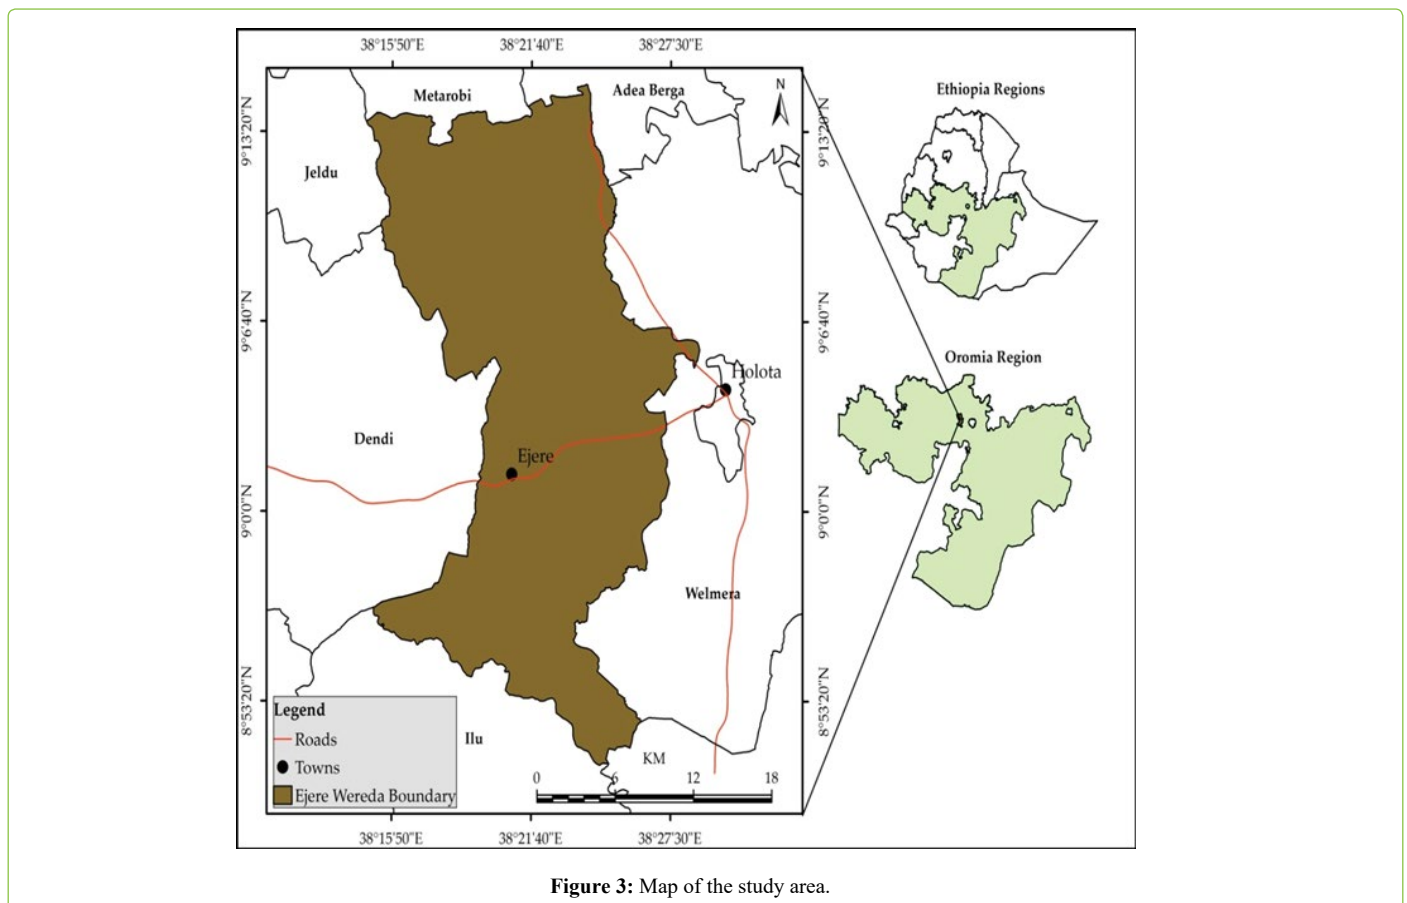 38°15'50"E 38°21'40"E 38°27'30"E
Metarobi
Adea Berga
N
Ethiopia Regions
9°13'20"N
9°13'20"N
Jeldu
9°6'40"N
9°6'40"N
Oromia Region
Holota
Dendi
Ejere
9°0'0"N
9°0'0"N
Welmera
8°53'20"N
8°53'20"N
Legend
Roads
Towns
Ejere Wereda Boundary
Ilu
KM
0 6 12 18
38°15'50"E 38°21'40"E 38°27'30"E
Figure 3: Map of the study area.